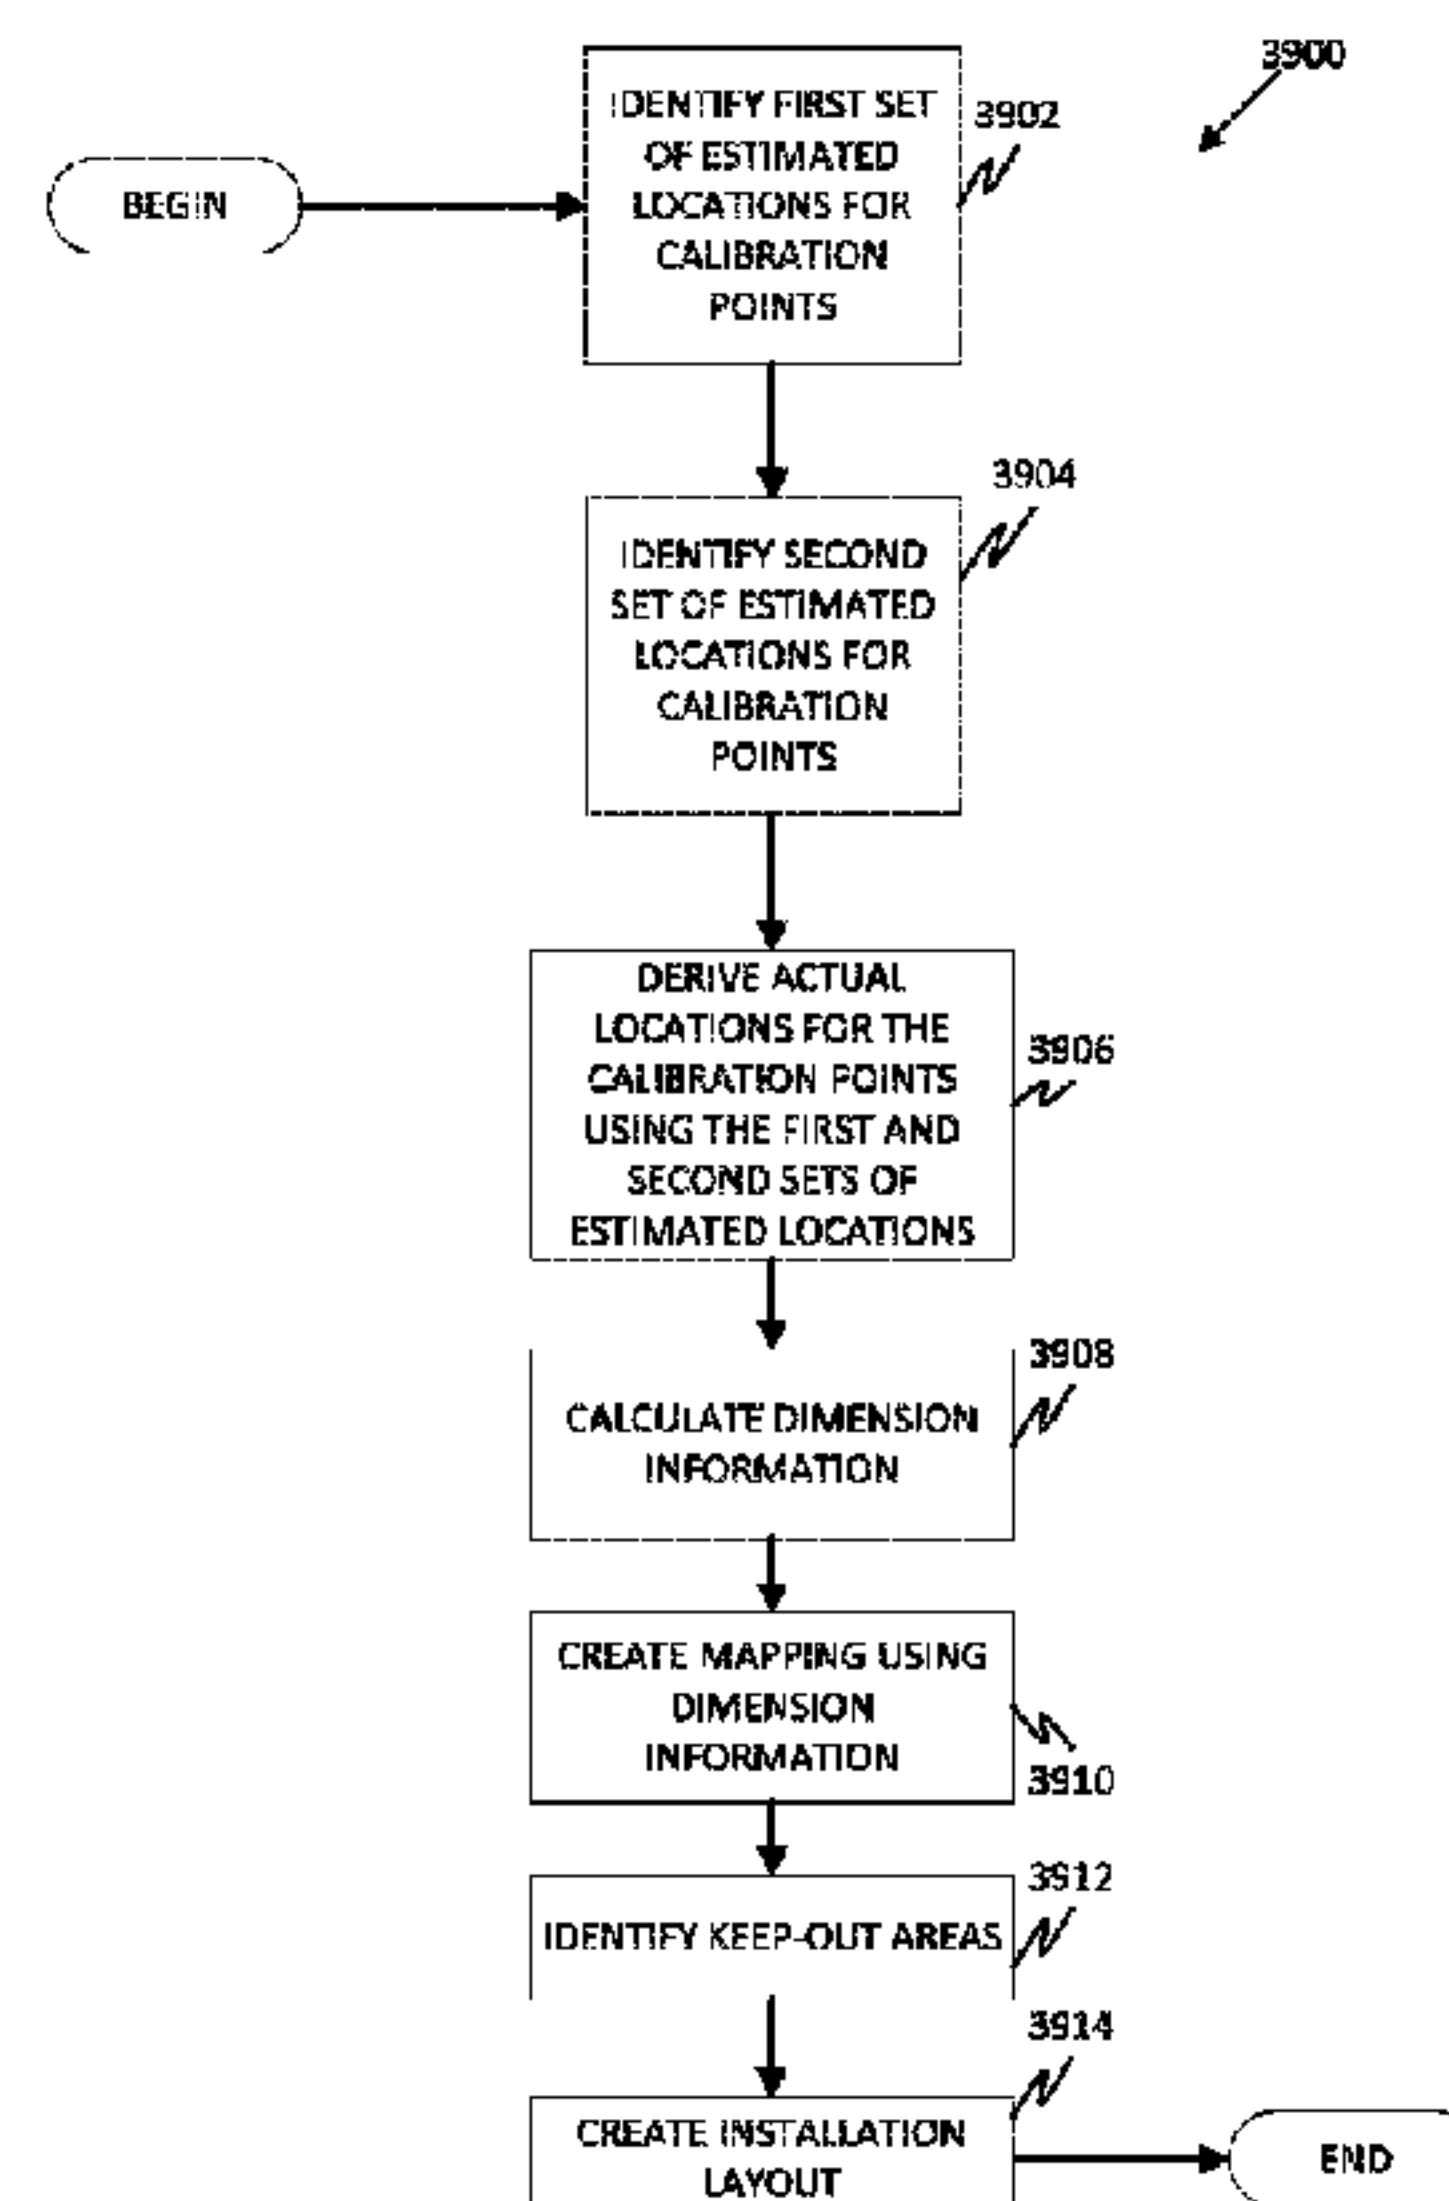 3900
BEGIN
IDENTIFY FIRST SET
OF ESTIMATED
LOCATIONS FOR
CALIBRATION
POINTS
3902
IDENTIFY SECOND
SET OF ESTIMATED
LOCATIONS FOR
CALIBRATION
POINTS
3904
DERIVE ACTUAL
LOCATIONS FOR THE
CALIBRATION POINTS
USING THE FIRST AND
SECOND SETS OF
ESTIMATED LOCATIONS
3906
CALCULATE DIMENSION
INFORMATION
3908
CREATE MAPPING USING
DIMENSION
INFORMATION
3910
IDENTIFY KEEP-OUT AREAS
3912
CREATE INSTALLATION
LAYOUT
3914
END